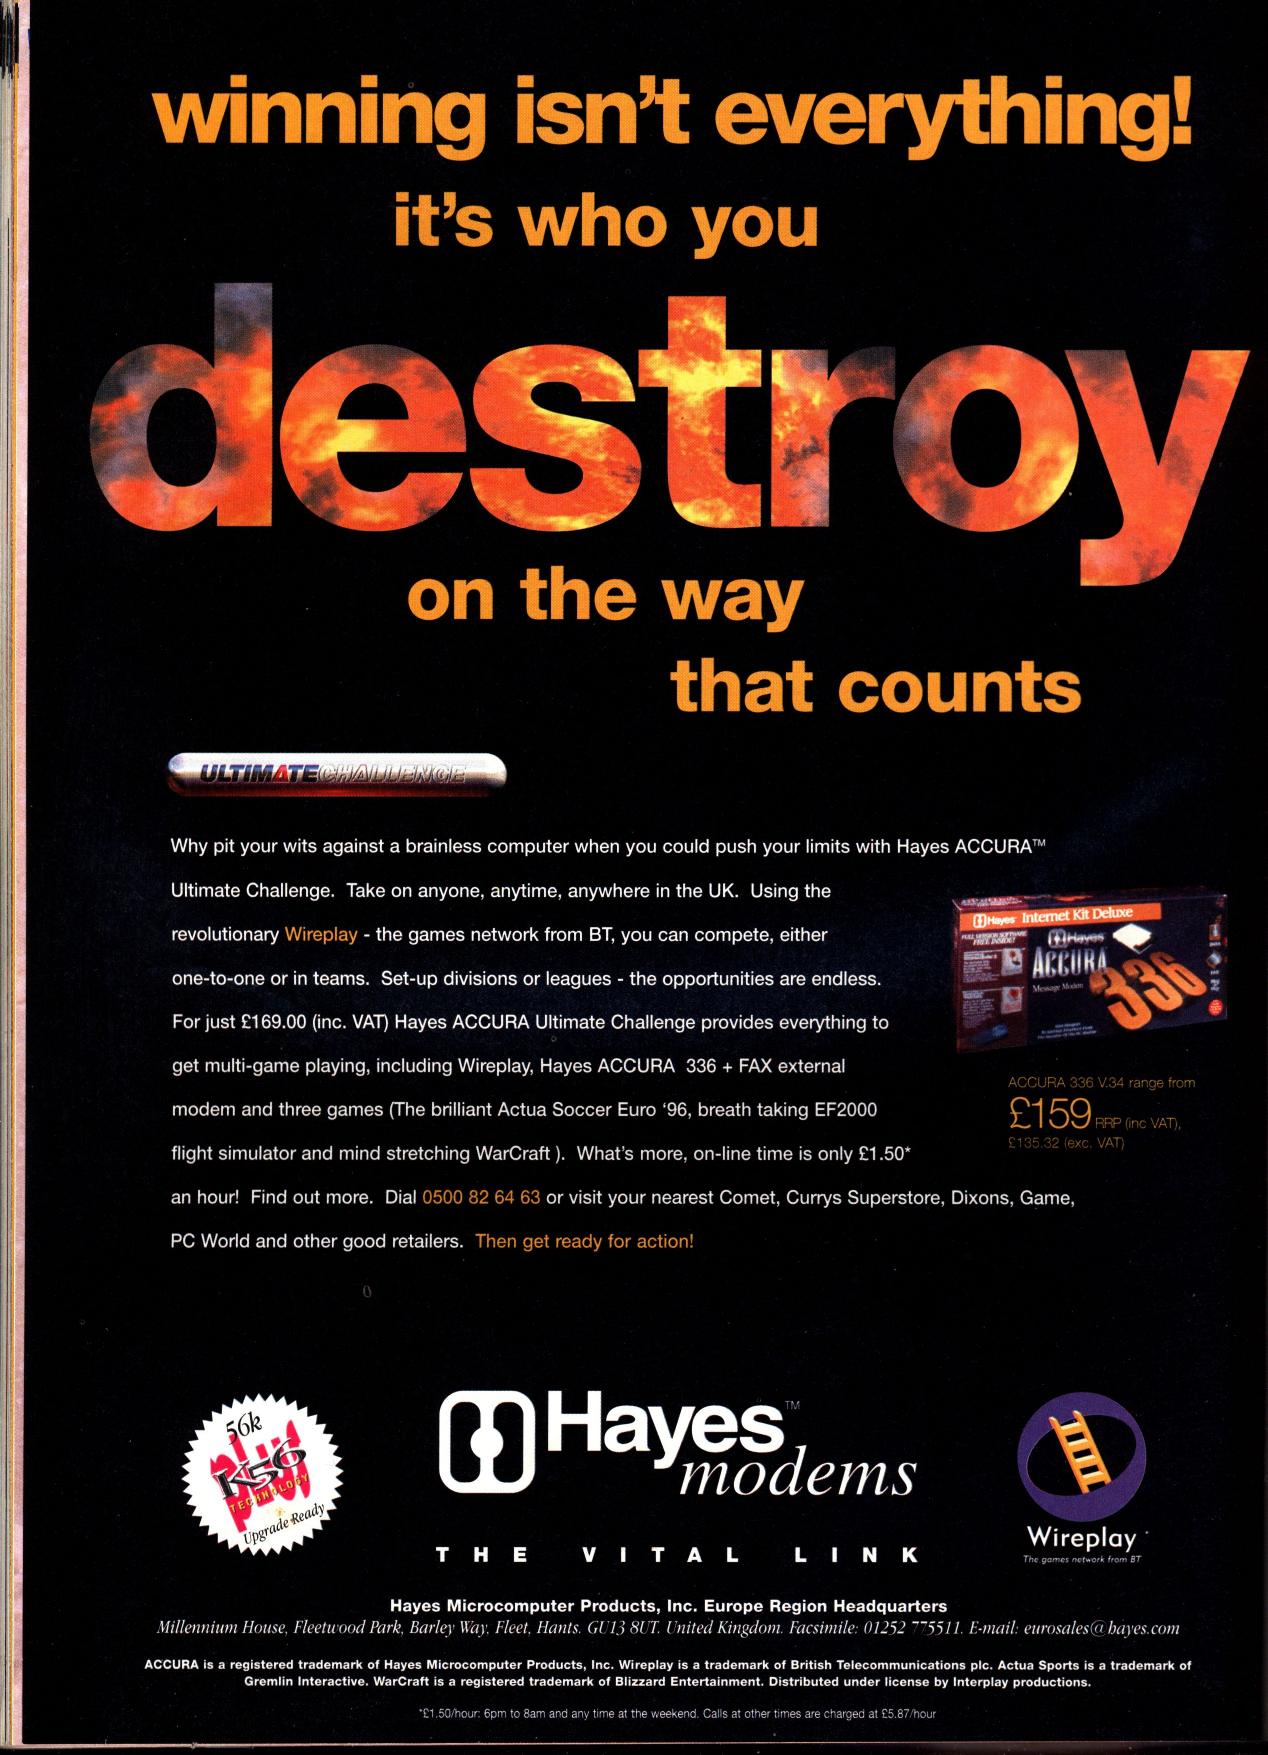 winning isn't everything!
it's who you
destroy
on the way
that counts
ULTIMATECHALLENGE
Why pit your wits against a brainless computer when you could push your limits with Hayes ACCURA™
Ultimate Challenge. Take on anyone, anytime, anywhere in the UK. Using the
revolutionary Wireplay - the games network from BT, you can compete, either
one-to-one or in teams. Set-up divisions or leagues - the opportunities are endless.
For just £169.00 (inc. VAT) Hayes ACCURA Ultimate Challenge provides everything to
get multi-game playing, including Wireplay, Hayes ACCURA 336 + FAX external
modem and three games (The brilliant Actua Soccer Euro '96, breath taking EF2000
flight simulator and mind stretching WarCraft ). What's more, on-line time is only £1.50*
an hour! Find out more. Dial 0500 82 64 63 or visit your nearest Comet, Currys Superstore, Dixons, Game,
PC World and other good retailers. Then get ready for action!
Hayes Internet Kit Deluxe
FULL VERSION SOFTWARE
FREE INSIDE!
Hayes
ACCURA
336
Message Modem
ACCURA 336 V.34 range from
£159 RRP (inc VAT),
£135.32 (exc. VAT)
56k
plus
K56
TECHNOLOGY
Upgrade Ready
Hayes™
modems
THE VITAL LINK
Wireplay
The games network from BT
Hayes Microcomputer Products, Inc. Europe Region Headquarters
Millennium House, Fleetwood Park, Barley Way, Fleet, Hants. GU13 8UT. United Kingdom. Facsimile: 01252 775511. E-mail: eurosales@hayes.com
ACCURA is a registered trademark of Hayes Microcomputer Products, Inc. Wireplay is a trademark of British Telecommunications plc. Actua Sports is a trademark of
Gremlin Interactive. WarCraft is a registered trademark of Blizzard Entertainment. Distributed under license by Interplay productions.
*£1.50/hour: 6pm to 8am and any time at the weekend. Calls at other times are charged at £5.87/hour